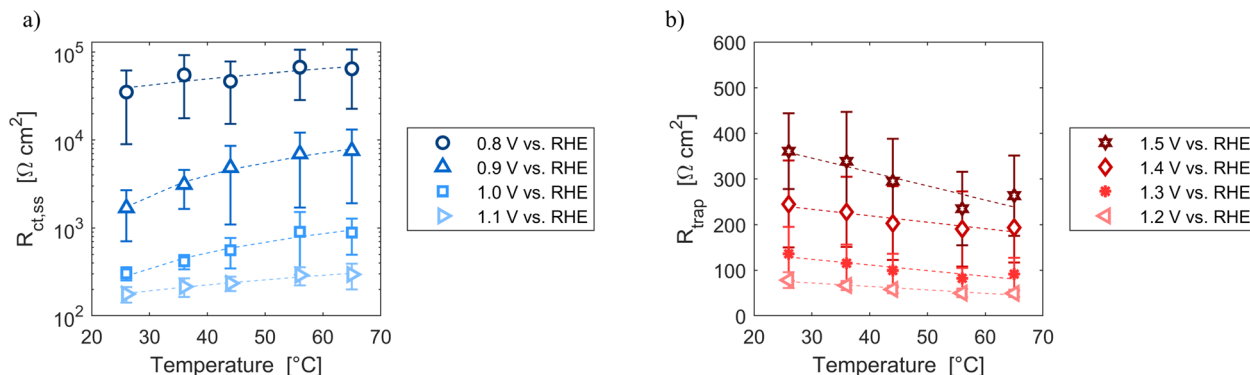 a)
10^5
10^4
10^3
10^2
R_ct,ss [Ω cm^2]
20 30 40 50 60 70
Temperature [°C]
0.8 V vs. RHE
0.9 V vs. RHE
1.0 V vs. RHE
1.1 V vs. RHE
b)
600
500
400
300
200
100
0
R_trap [Ω cm^2]
20 30 40 50 60 70
Temperature [°C]
1.5 V vs. RHE
1.4 V vs. RHE
1.3 V vs. RHE
1.2 V vs. RHE